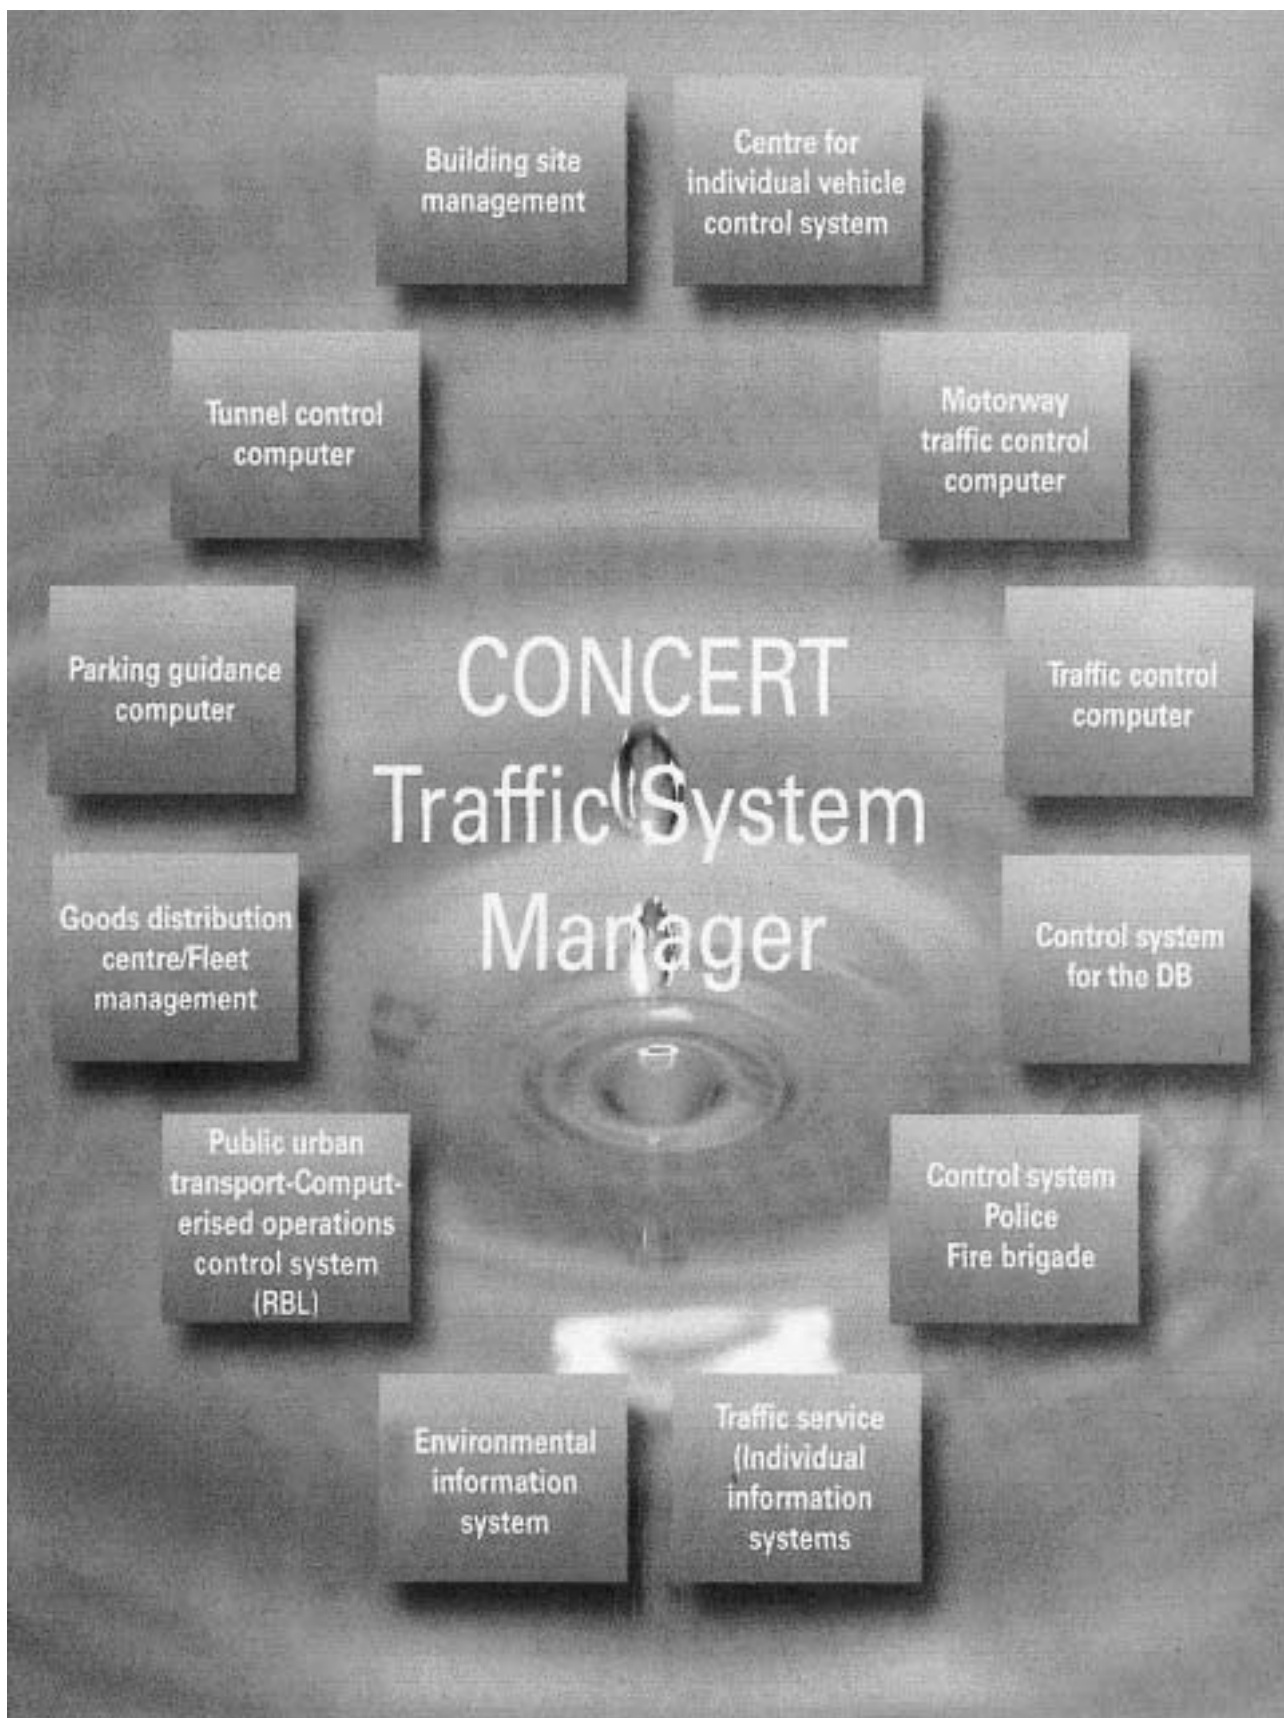 Building site
management
Centre for
individual vehicle
control system
Tunnel control
computer
Motorway
traffic control
computer
Parking guidance
computer
CONCERT
Traffic System
Manager
Traffic control
computer
Goods distribution
centre/Fleet
management
Control system
for the DB
Public urban
transport-Comput-
erised operations
control system
(RBL)
Control system
Police
Fire brigade
Environmental
information
system
Traffic service
(Individual
information
systems